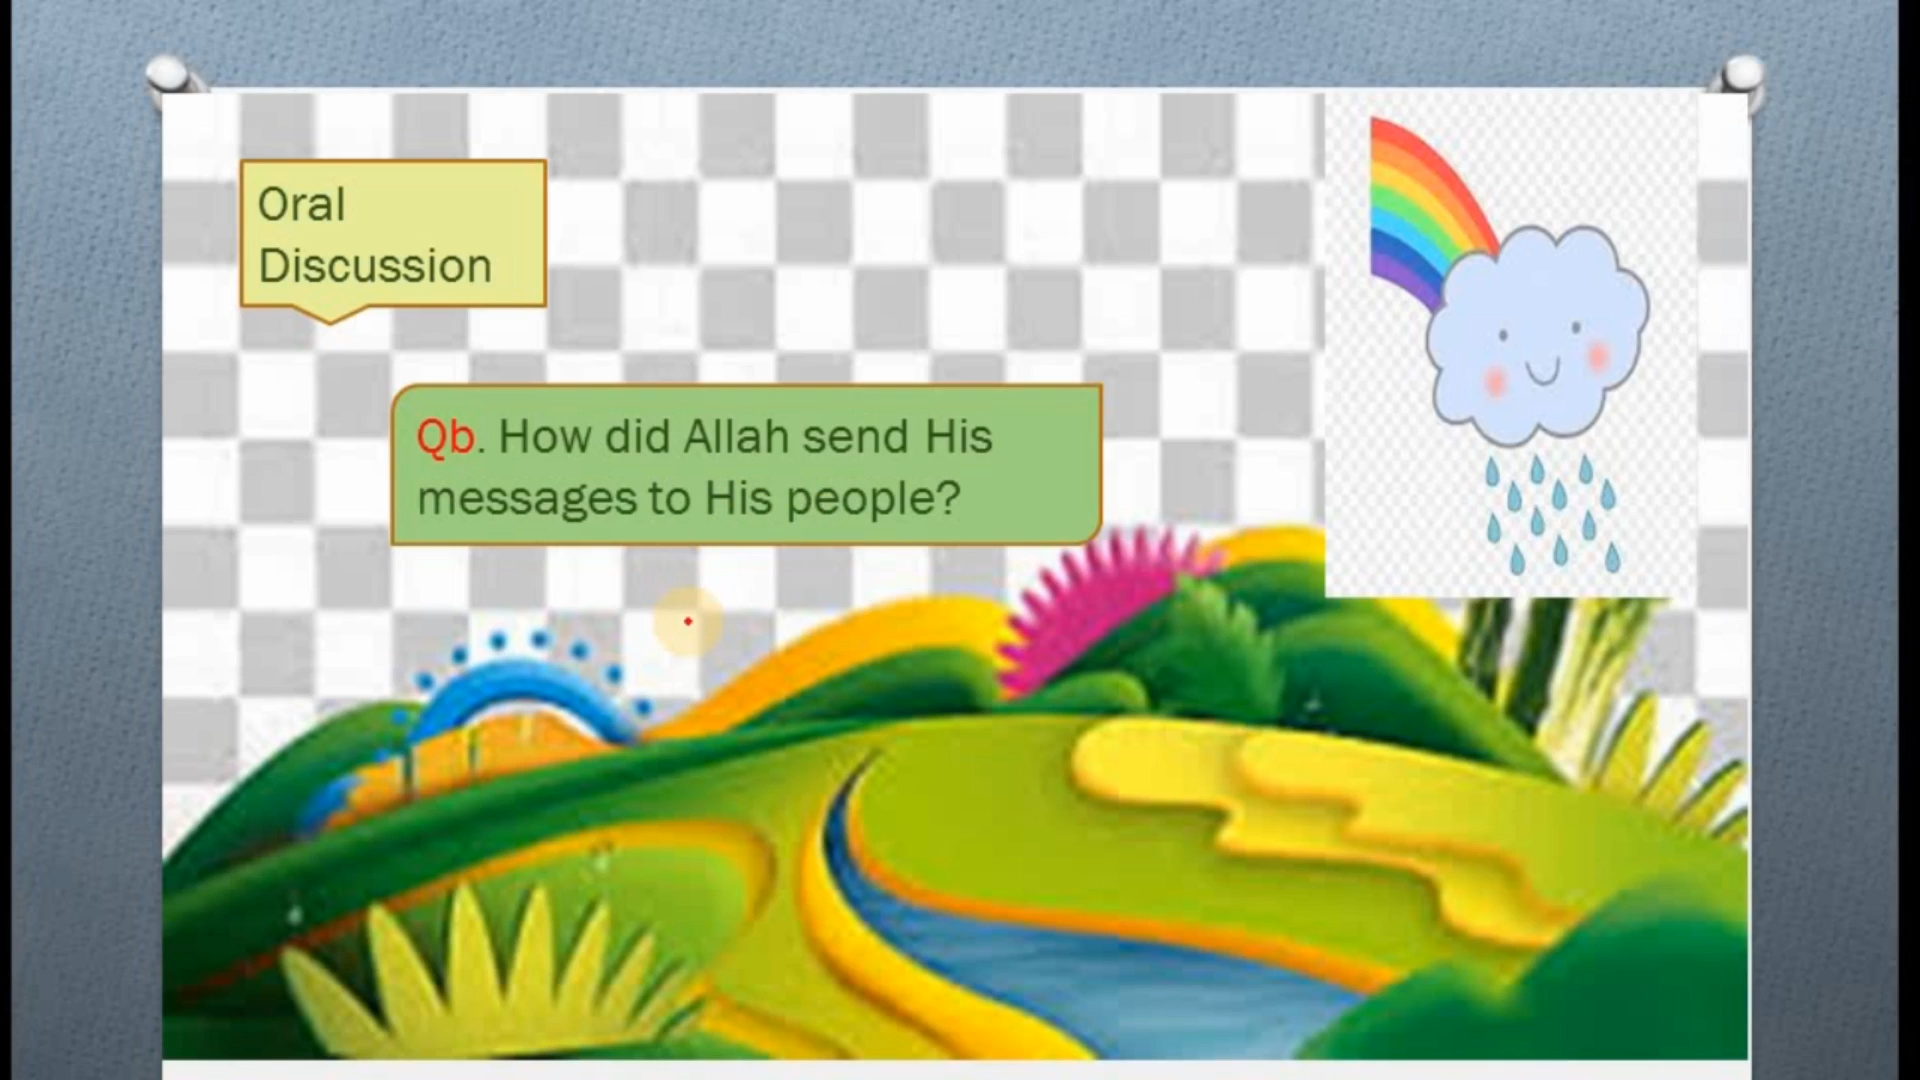 Oral
Discussion
Qb. How did Allah send His
messages to His people?